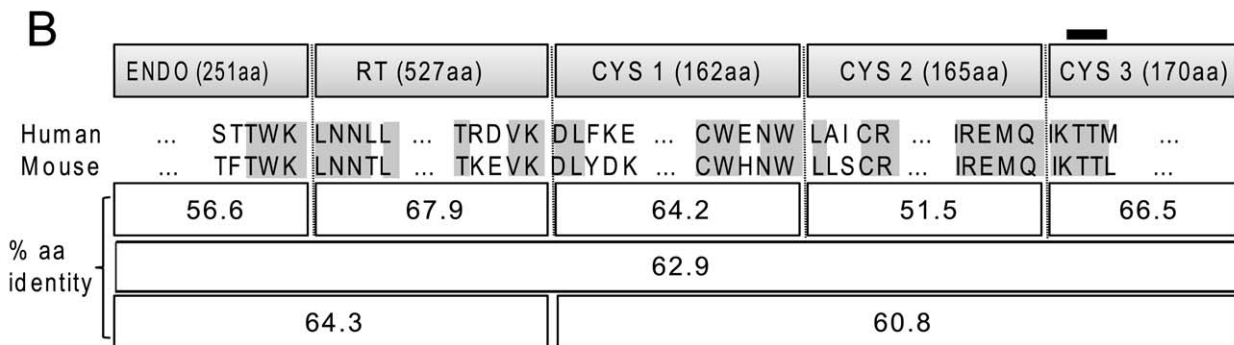 B
ENDO (251aa) RT (527aa) CYS 1 (162aa) CYS 2 (165aa) CYS 3 (170aa)
Human ... STTWK LNNLL ... TRDVK DLFKE ... CWENW LAICR ... IREMQ IKTTM ...
Mouse ... TFTWK LNNTL ... TKEVK DLYDK ... CWHNW LLSCR ... IREMQ IKTTL ...
56.6 67.9 64.2 51.5 66.5
% aa
identity
62.9
64.3 60.8